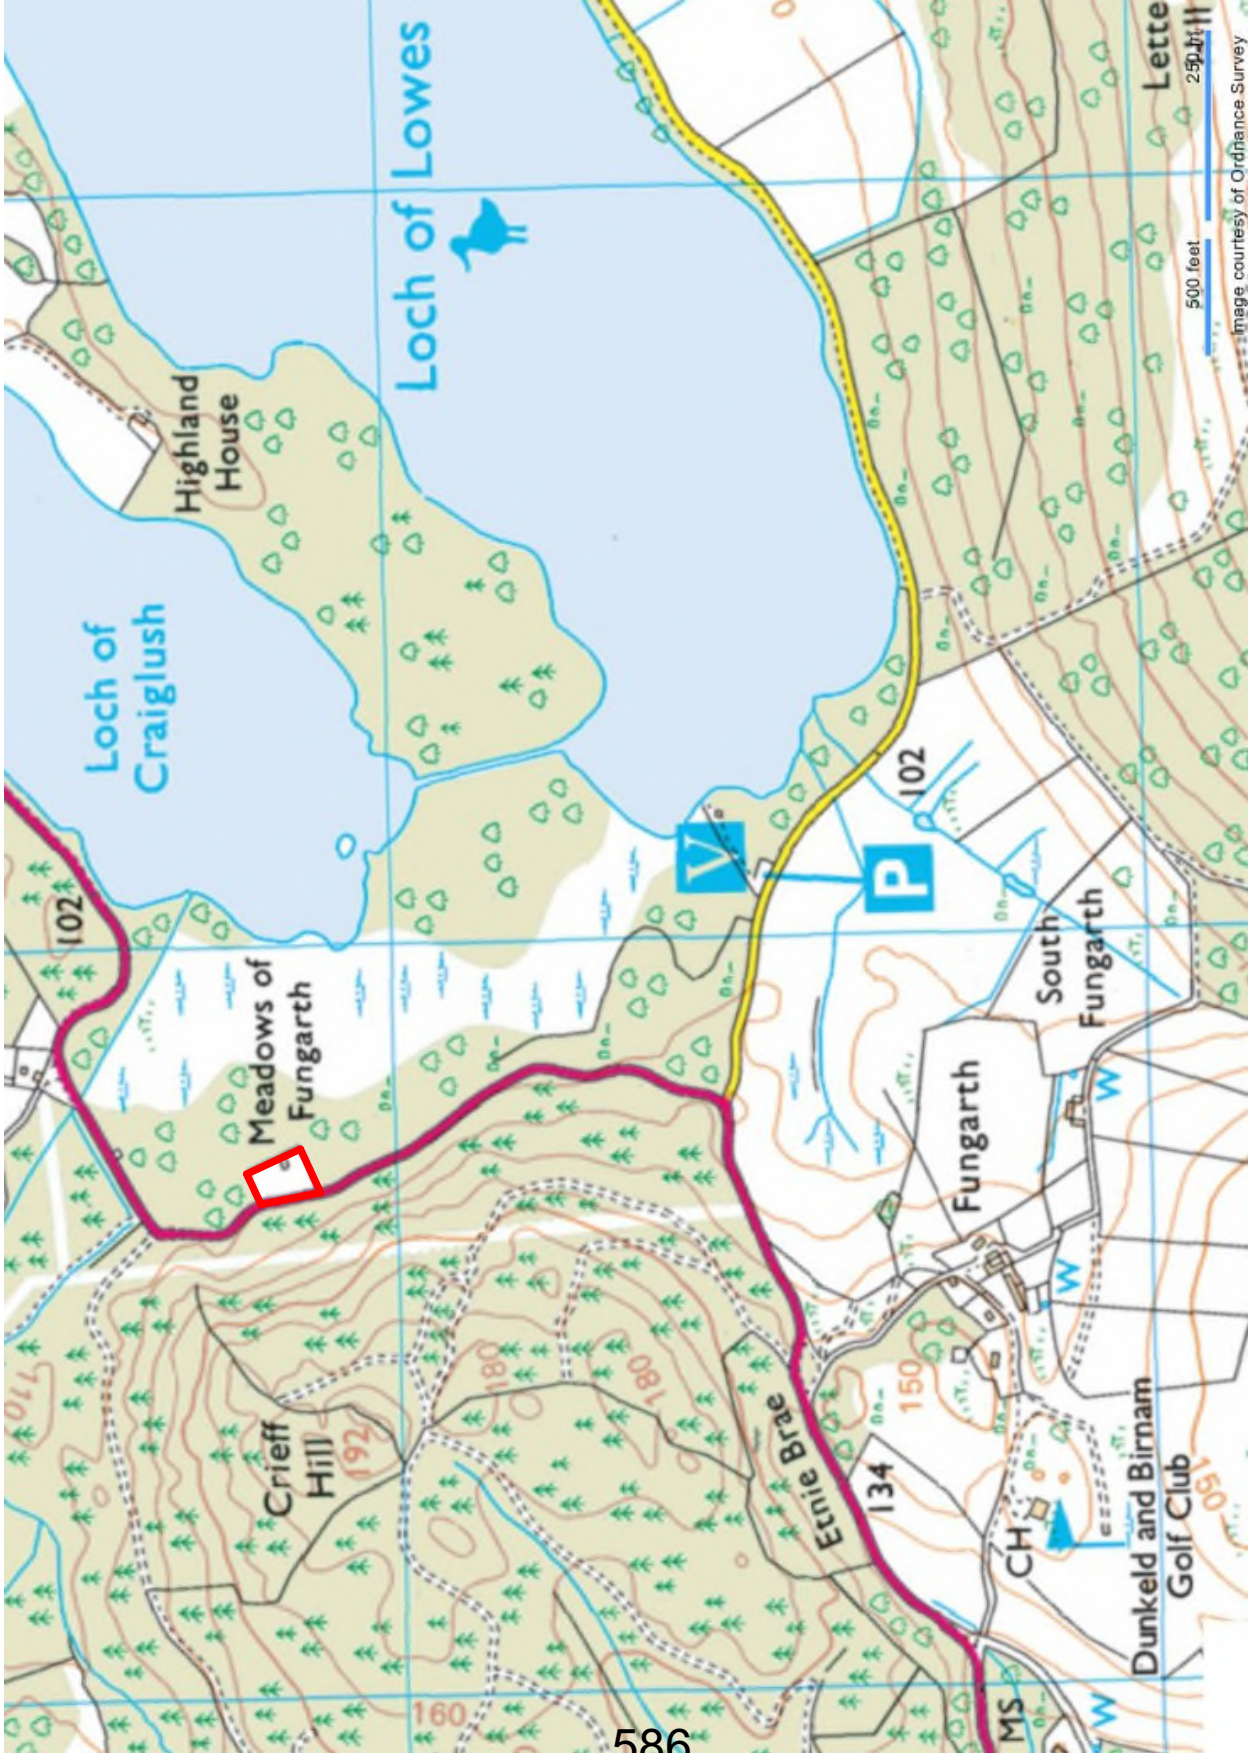 Loch of Lowes
Loch of
Craiglush
Highland
House
Meadows of
Fungarth
102
102
V
P
South
Fungarth
Fungarth
W
W
Crieff
Hill
192
110
180
180
160
150
150
Etnie Brae
134
CH
Dunkeld and Birnam
Golf Club
MS
W
500 feet
Image courtesy of Ordnance Survey
586